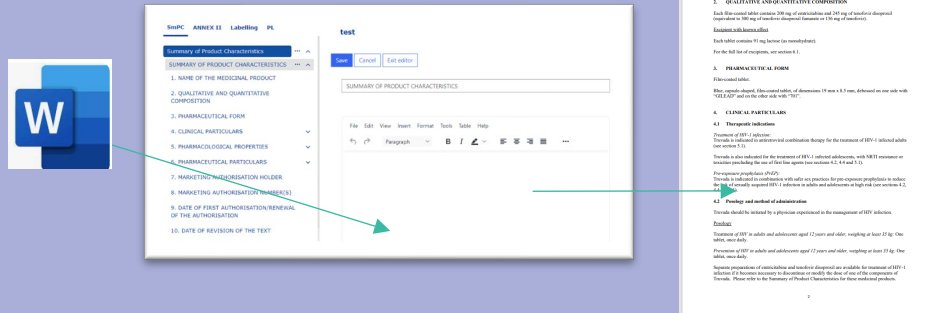 W
SmPC ANNEX II Labelling PL
Summary of Product Characteristics
SUMMARY OF PRODUCT CHARACTERISTICS
1. NAME OF THE MEDICINAL PRODUCT
2. QUALITATIVE AND QUANTITATIVE
COMPOSITION
3. PHARMACEUTICAL FORM
4. CLINICAL PARTICULARS
5. PHARMACOLOGICAL PROPERTIES
6. PHARMACEUTICAL PARTICULARS
7. MARKETING AUTHORISATION HOLDER
8. MARKETING AUTHORISATION NUMBER(S)
9. DATE OF FIRST AUTHORISATION/RENEWAL
OF THE AUTHORISATION
10. DATE OF REVISION OF THE TEXT
test
Save Cancel Exit editor
SUMMARY OF PRODUCT CHARACTERISTICS
File Edit View Insert Format Tools Table Help
Paragraph B I
2. QUALITATIVE AND QUANTITATIVE COMPOSITION
Each film-coated tablet contains 200 mg of emtricitabine and 245 mg of tenofovir disoproxil
(equivalent to 300 mg of tenofovir disoproxil fumarate or 136 mg of tenofovir).
Excipient with known effect
Each tablet contains 91 mg lactose (as monohydrate).
For the full list of excipients, see section 6.1.
3. PHARMACEUTICAL FORM
Film-coated tablet.
Blue, capsule-shaped, film-coated tablet, of dimensions 19 mm x 8.5 mm, debossed on one side with
"GILEAD" and on the other side with "701".
4. CLINICAL PARTICULARS
4.1 Therapeutic indications
Treatment of HIV-1 infection:
Truvada is indicated in antiretroviral combination therapy for the treatment of HIV-1 infected adults
(see section 5.1).
Truvada is also indicated for the treatment of HIV-1 infected adolescents, with NRTI resistance or
toxicities precluding the use of first line agents (see sections 4.2, 4.4 and 5.1).
Pre-exposure prophylaxis (PrEP):
Truvada is indicated in combination with safer sex practices for pre-exposure prophylaxis to reduce
the risk of sexually acquired HIV-1 infection in adults and adolescents at high risk (see sections 4.2,
4.2 Posology and method of administration
Truvada should be initiated by a physician experienced in the management of HIV infection.
Posology
Treatment of HIV in adults and adolescents aged 12 years and older, weighing at least 35 kg: One
tablet, once daily.
Prevention of HIV in adults and adolescents aged 12 years and older, weighing at least 35 kg: One
tablet, once daily.
Separate preparations of emtricitabine and tenofovir disoproxil are available for treatment of HIV-1
infection if it becomes necessary to discontinue or modify the dose of one of the components of
Truvada. Please refer to the Summary of Product Characteristics for these medicinal products.
2